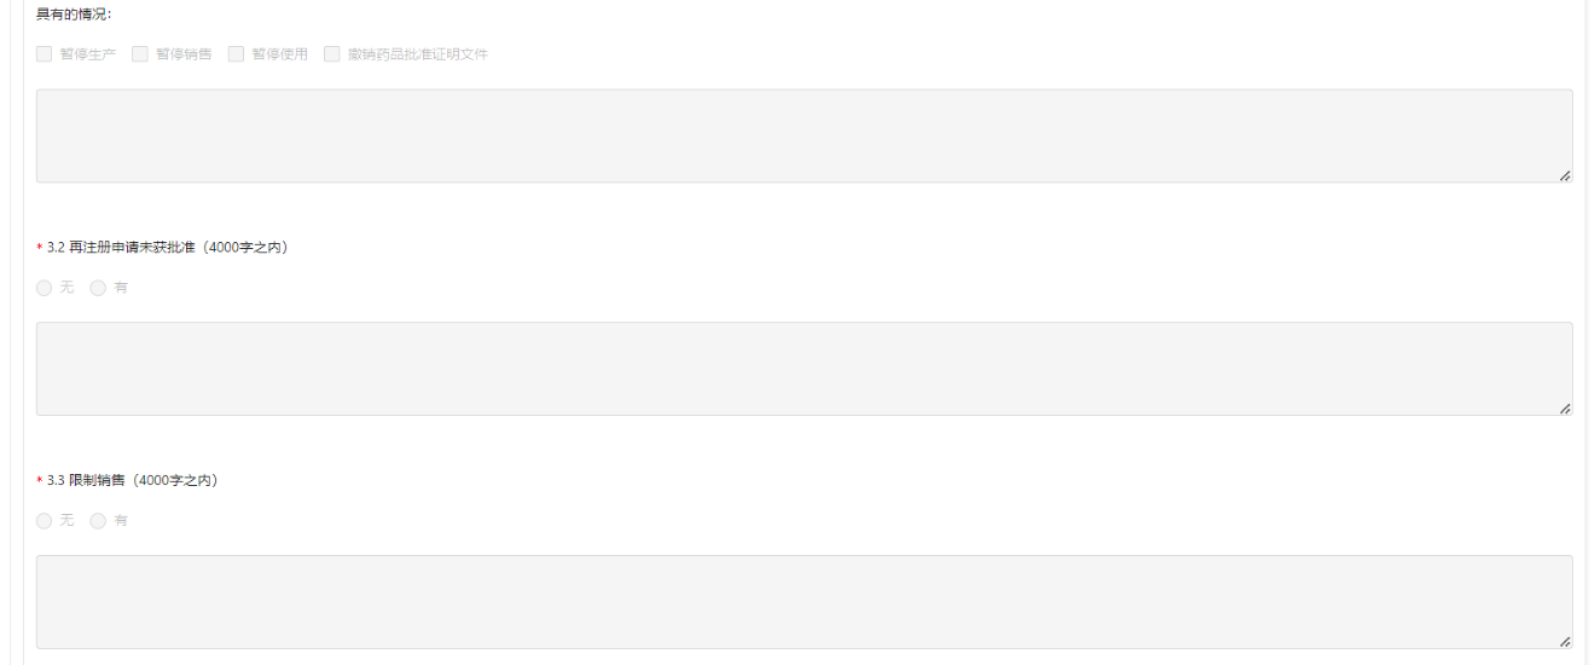 具有的情况：
暂停生产 暂停销售 暂停使用 撤销药品批准证明文件
* 3.2 再注册申请未获批准（4000字之内）
无 有
* 3.3 限制销售（4000字之内）
无 有